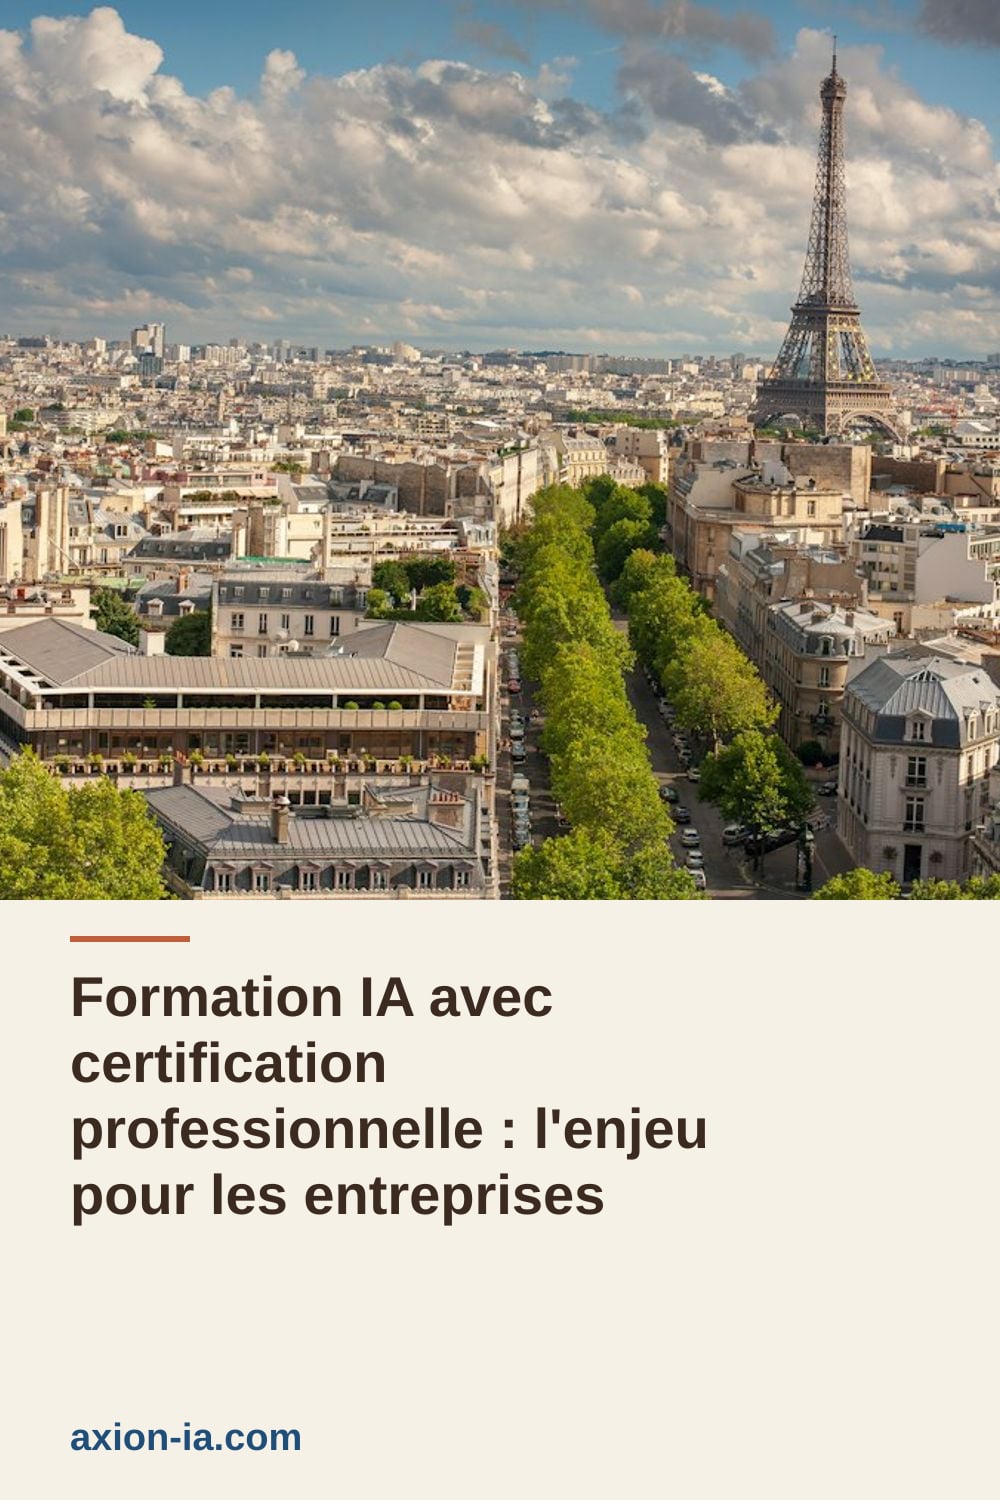 Formation IA avec
certification
professionnelle : l'enjeu
pour les entreprises
axion-ia.com